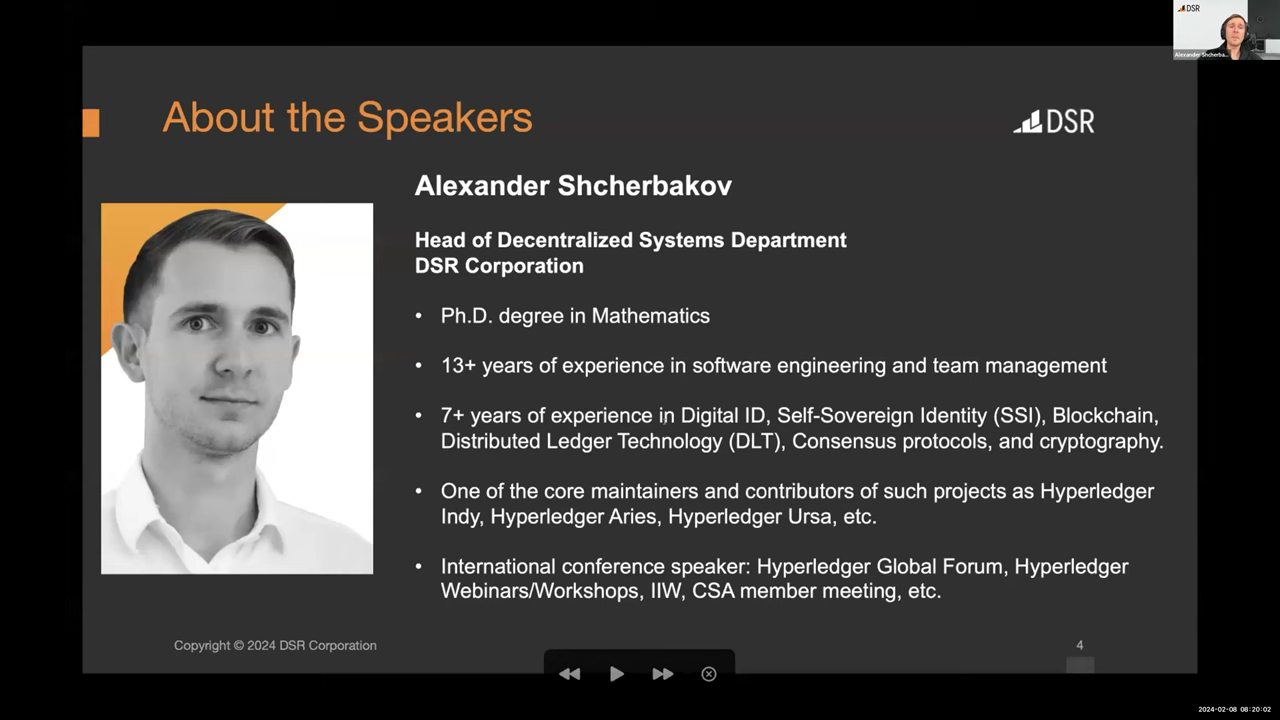 DSR
Alexander Shcherba...
About the Speakers
DSR
Alexander Shcherbakov
Head of Decentralized Systems Department
DSR Corporation
• Ph.D. degree in Mathematics
• 13+ years of experience in software engineering and team management
• 7+ years of experience in Digital ID, Self-Sovereign Identity (SSI), Blockchain,
Distributed Ledger Technology (DLT), Consensus protocols, and cryptography.
• One of the core maintainers and contributors of such projects as Hyperledger
Indy, Hyperledger Aries, Hyperledger Ursa, etc.
• International conference speaker: Hyperledger Global Forum, Hyperledger
Webinars/Workshops, IIW, CSA member meeting, etc.
Copyright © 2024 DSR Corporation
4
2024-02-08 08:20:02